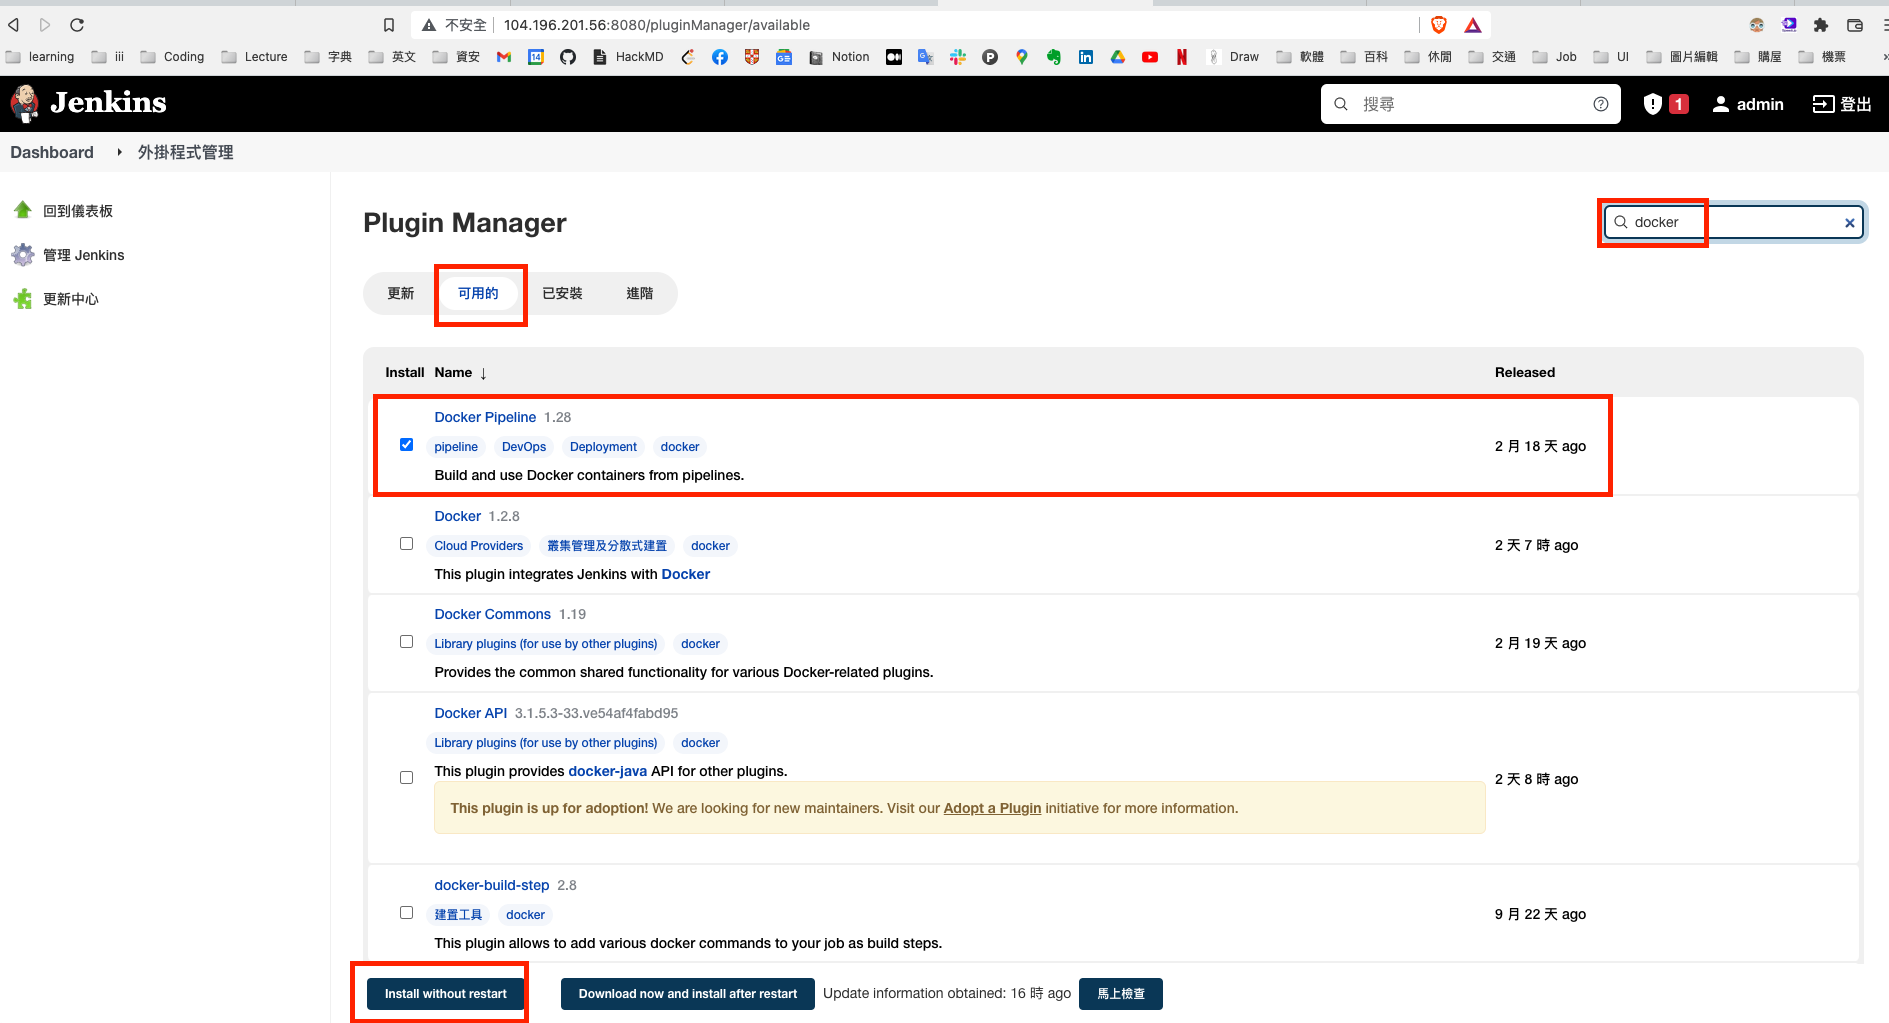 不安全 104.196.201.56:8080/pluginManager/available
learning iii Coding Lecture 字典 英文 資安 HackMD Notion Draw 軟體 百科 休閒 交通 Job UI 圖片編輯 購屋 機票 »
Jenkins 搜尋 1 admin 登出
Dashboard 外掛程式管理
回到儀表板
管理 Jenkins
更新中心
Plugin Manager
docker
更新 可用的 已安裝 進階
Install Name ↓ Released
Docker Pipeline 1.28
pipeline DevOps Deployment docker
2 月 18 天 ago
Build and use Docker containers from pipelines.
Docker 1.2.8
Cloud Providers 叢集管理及分散式建置 docker
2 天 7 時 ago
This plugin integrates Jenkins with Docker
Docker Commons 1.19
Library plugins (for use by other plugins) docker
2 月 19 天 ago
Provides the common shared functionality for various Docker-related plugins.
Docker API 3.1.5.3-33.ve54af4fabd95
Library plugins (for use by other plugins) docker
This plugin provides docker-java API for other plugins.
2 天 8 時 ago
This plugin is up for adoption! We are looking for new maintainers. Visit our Adopt a Plugin initiative for more information.
docker-build-step 2.8
建置工具 docker
9 月 22 天 ago
This plugin allows to add various docker commands to your job as build steps.
Install without restart Download now and install after restart Update information obtained: 16 時 ago 馬上檢查